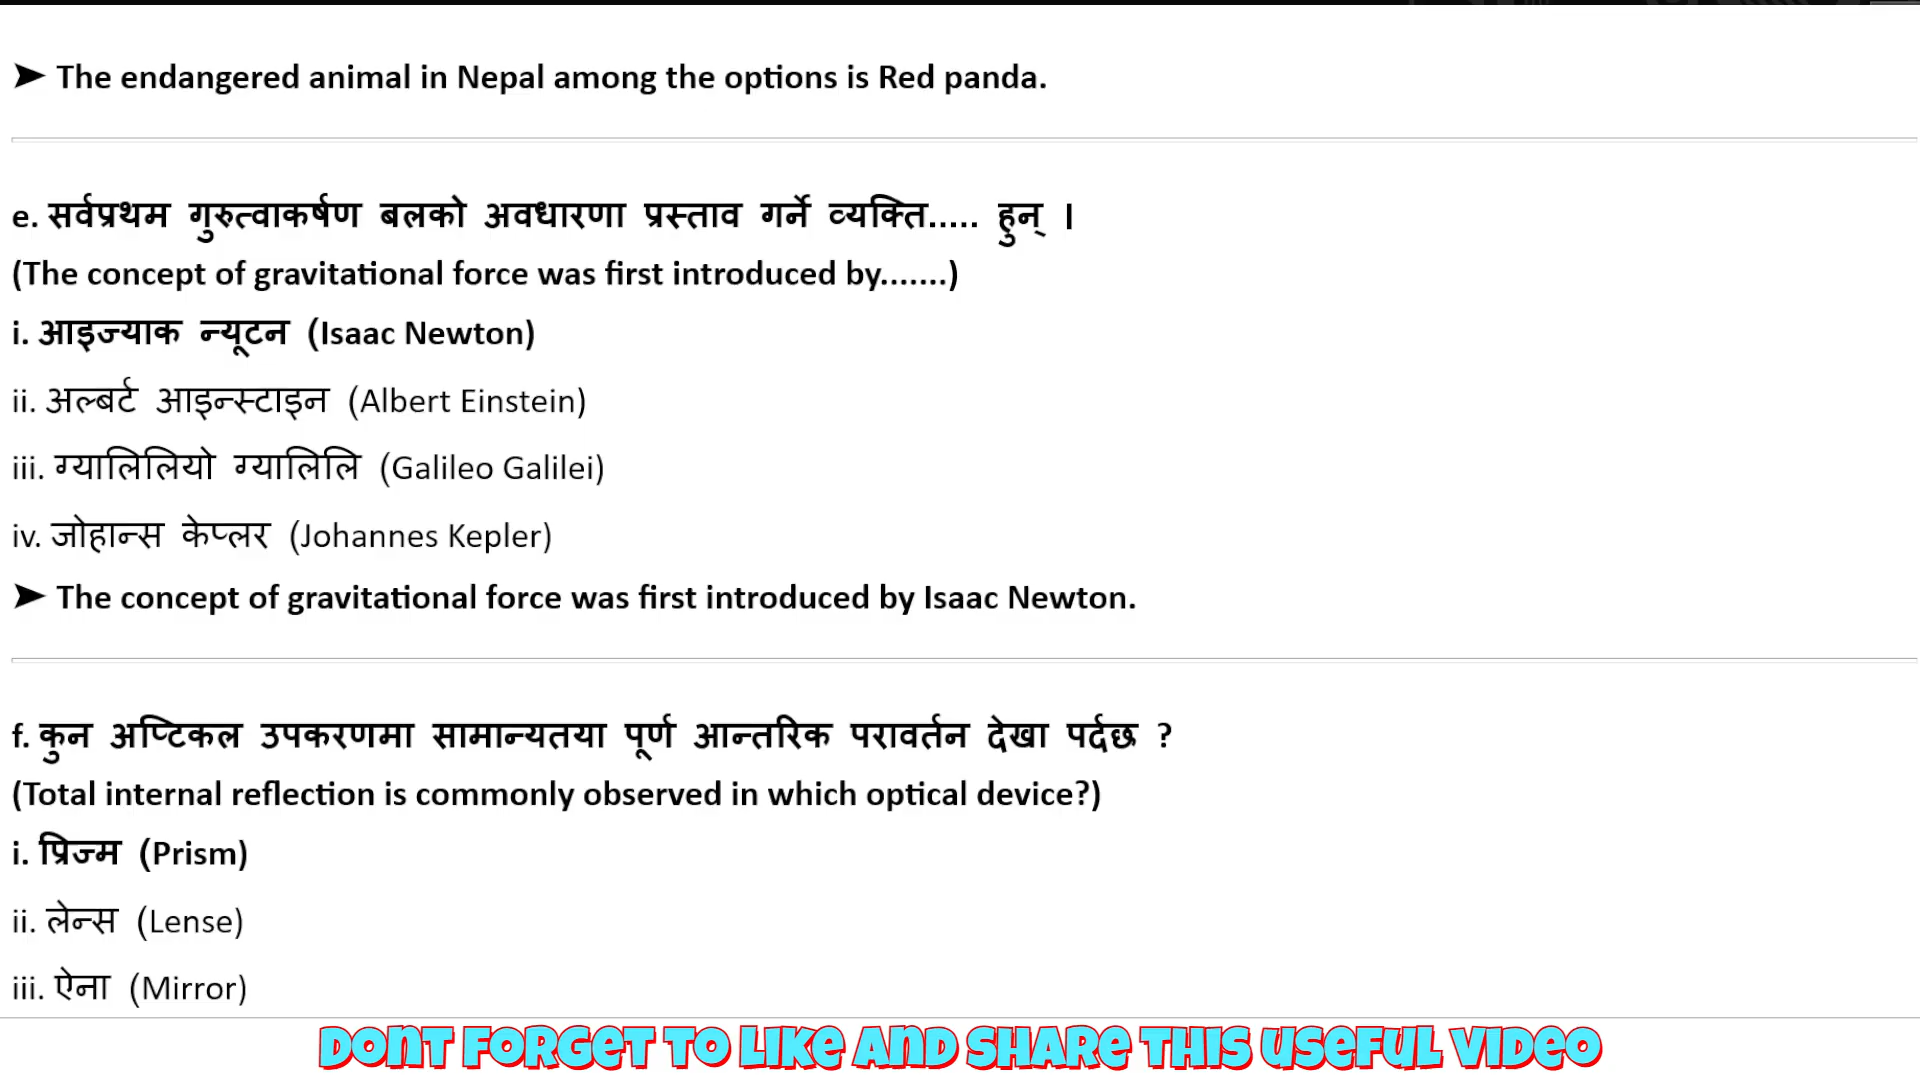 ➤ The endangered animal in Nepal among the options is Red panda.
e. सर्वप्रथम गुरुत्वाकर्षण बलको अवधारणा प्रस्ताव गर्ने व्यक्ति..... हुन् ।
(The concept of gravitational force was first introduced by.......)
i. आइज्याक न्यूटन (Isaac Newton)
ii. अल्बर्ट आइन्स्टाइन (Albert Einstein)
iii. ग्यालिलियो ग्यालिलि (Galileo Galilei)
iv. जोहान्स केप्लर (Johannes Kepler)
➤ The concept of gravitational force was first introduced by Isaac Newton.
f. कुन अप्टिकल उपकरणमा सामान्यतया पूर्ण आन्तरिक परावर्तन देखा पर्दछ ?
(Total internal reflection is commonly observed in which optical device?)
i. प्रिज्म (Prism)
ii. लेन्स (Lense)
iii. ऐना (Mirror)
DONT FORGET TO LIKE AND SHARE THIS USEFUL VIDEO